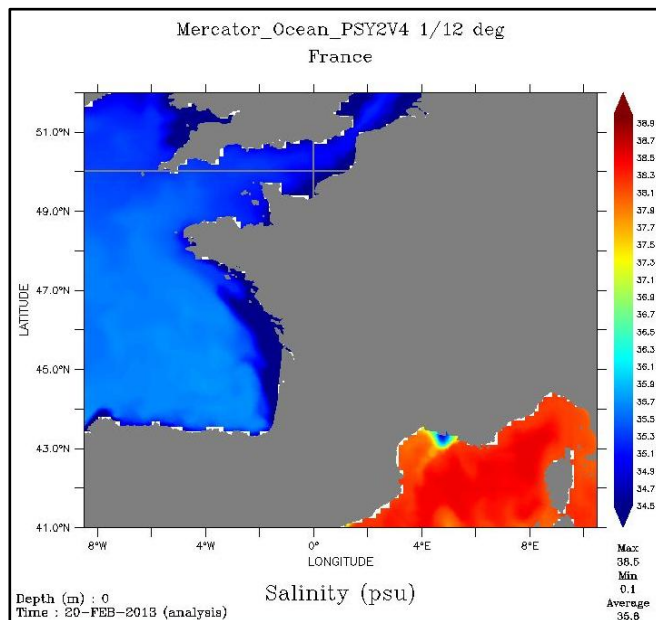 Mercator_Ocean_PSY2V4 1/12 deg
France
51.0°N
49.0°N
47.0°N
45.0°N
43.0°N
41.0°N
LATITUDE
8°W
4°W
0°
4°E
8°E
LONGITUDE
38.9
38.7
38.5
38.3
38.1
37.9
37.7
37.5
37.3
37.1
36.9
36.7
36.5
36.3
36.1
35.9
35.7
35.5
35.3
35.1
34.9
34.7
34.5
Max
38.5
Min
0.1
Average
35.8
Salinity (psu)
Depth (m) : 0
Time : 20-FEB-2013 (analysis)